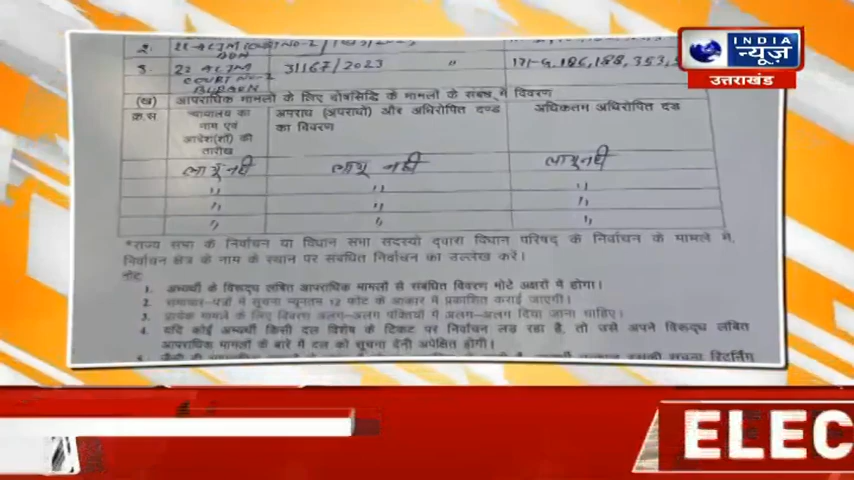 INDIA
न्यूज़
उत्तराखण्ड
3. 22 ACJM COURT NO-2 31167/2023 " 171-G, 186, 188, 353,
(ख) आपराधिक मामलों के लिए दोषसिद्धि के मामलों के संबंध में विवरण
क्र.स न्यायालय का नाम एवं आदेश(शों) की तारीख अपराध (अपराधों) और अधिरोपित दण्ड का विवरण अधिकतम अधिरोपित दंड
लागू नहीं लागू नहीं लागू नहीं
" " "
" " "
" " "
*राज्य सभा के निर्वाचन या विधान सभा सदस्यों द्वारा विधान परिषद के निर्वाचन के मामले में,
निर्वाचन क्षेत्र के नाम के स्थान पर संबंधित निर्वाचन का उल्लेख करें।
नोट:
1. अभ्यर्थी के विरूद्ध लंबित आपराधिक मामलों से संबंधित विवरण मोटे अक्षरों में होगा।
2. समाचार-पत्रों में सूचना न्यूनतम 12 फोंट के आकार में प्रकाशित कराई जाएगी।
3. प्रत्येक मामले के लिए विवरण अलग-अलग पंक्तियों में अलग-अलग दिया जाना चाहिए।
4. यदि कोई अभ्यर्थी किसी दल विशेष के टिकट पर निर्वाचन लड़ रहा है, तो उसे अपने विरूद्ध लंबित
आपराधिक मामलों के बारे में दल को सूचना देनी अपेक्षित होगी।
ELEC